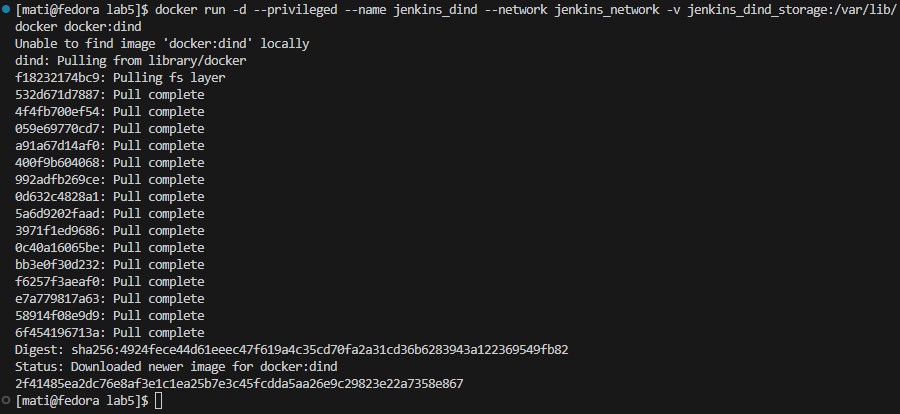 [mati@fedora lab5]$ docker run -d --privileged --name jenkins_dind --network jenkins_network -v jenkins_dind_storage:/var/lib/
docker docker:dind
Unable to find image 'docker:dind' locally
dind: Pulling from library/docker
f18232174bc9: Pulling fs layer
532d671d7887: Pull complete
4f4fb700ef54: Pull complete
059e69770cd7: Pull complete
a91a67d14af0: Pull complete
400f9b604068: Pull complete
992adfb269ce: Pull complete
0d632c4828a1: Pull complete
5a6d9202faad: Pull complete
3971f1ed9686: Pull complete
0c40a16065be: Pull complete
bb3e0f30d232: Pull complete
f6257f3aeaf0: Pull complete
e7a779817a63: Pull complete
58914f08e9d9: Pull complete
6f454196713a: Pull complete
Digest: sha256:4924fece44d61eeec47f619a4c35cd70fa2a31cd36b6283943a122369549fb82
Status: Downloaded newer image for docker:dind
2f41485ea2dc76e8af3e1c1ea25b7e3c45fcdda5aa26e9c29823e22a7358e867
[mati@fedora lab5]$